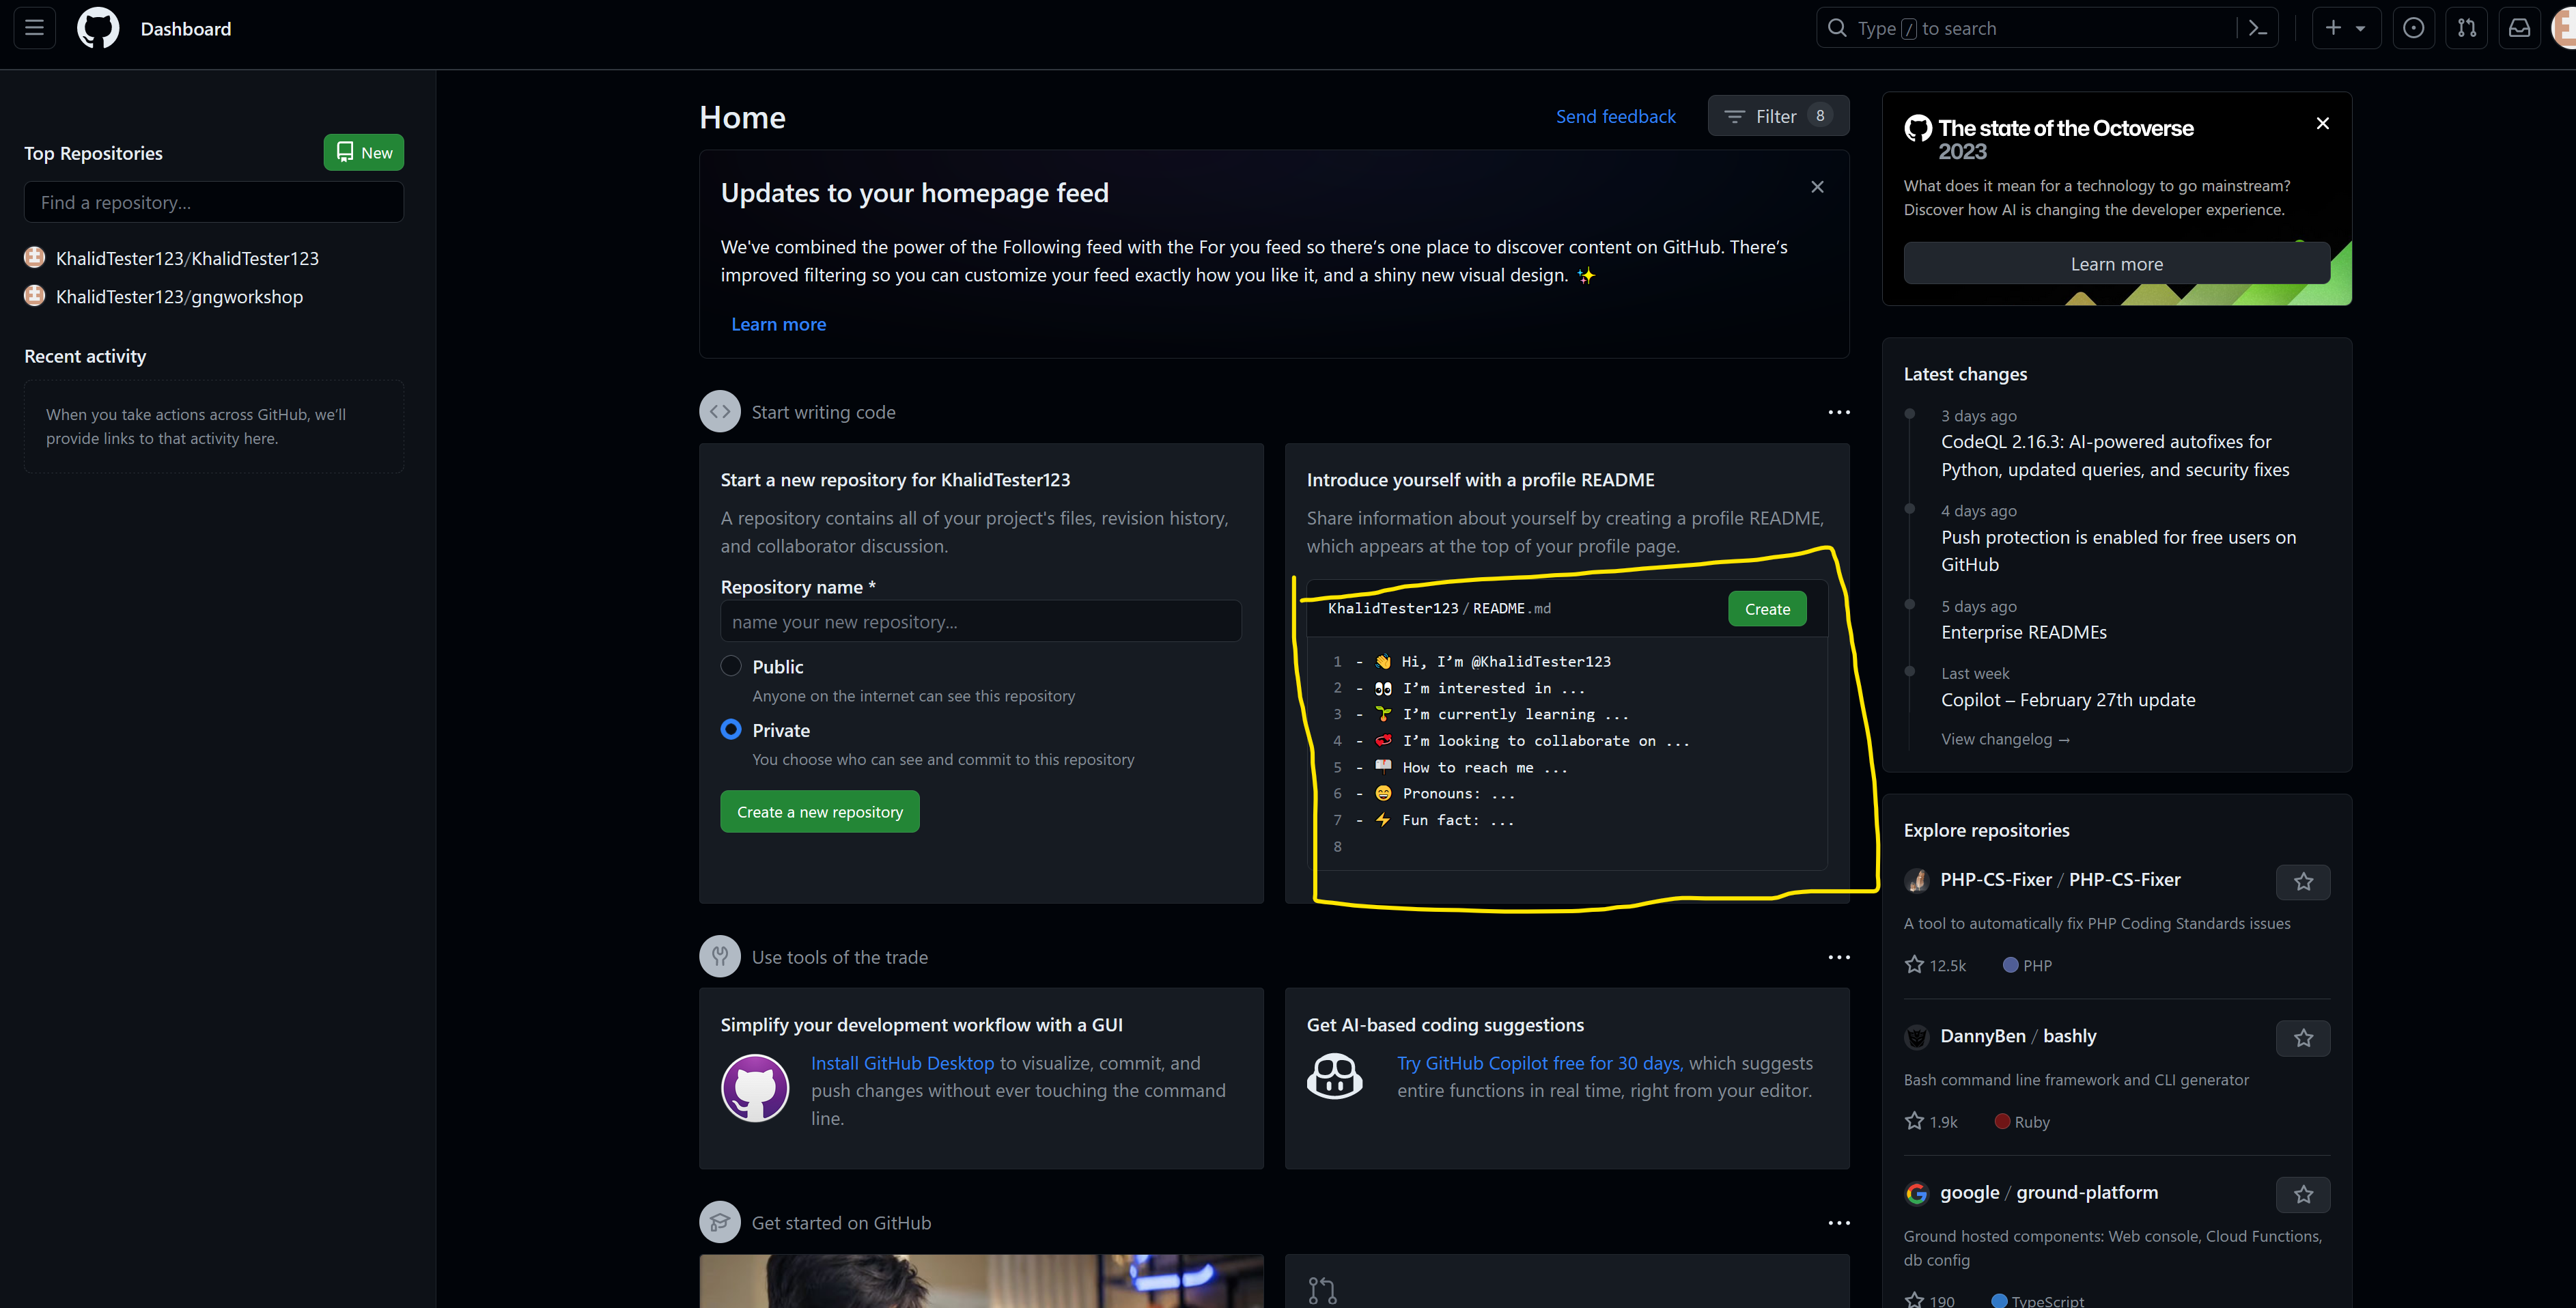 Dashboard
Type / to search
Top Repositories
New
Find a repository...
KhalidTester123/KhalidTester123
KhalidTester123/gngworkshop
Recent activity
When you take actions across GitHub, we’ll
provide links to that activity here.
Home
Send feedback
Filter 8
Updates to your homepage feed
We've combined the power of the Following feed with the For you feed so there’s one place to discover content on GitHub. There’s
improved filtering so you can customize your feed exactly how you like it, and a shiny new visual design. ✨
Learn more
Start writing code
Start a new repository for KhalidTester123
A repository contains all of your project's files, revision history,
and collaborator discussion.
Repository name *
name your new repository...
Public
Anyone on the internet can see this repository
Private
You choose who can see and commit to this repository
Create a new repository
Introduce yourself with a profile README
Share information about yourself by creating a profile README,
which appears at the top of your profile page.
KhalidTester123 / README.md
Create
1 - 👋 Hi, I’m @KhalidTester123
2 - 👀 I’m interested in ...
3 - 🌱 I’m currently learning ...
4 - 💞️ I’m looking to collaborate on ...
5 - 📫 How to reach me ...
6 - 😄 Pronouns: ...
7 - ⚡ Fun fact: ...
8
Use tools of the trade
Simplify your development workflow with a GUI
Install GitHub Desktop to visualize, commit, and
push changes without ever touching the command
line.
Get AI-based coding suggestions
Try GitHub Copilot free for 30 days, which suggests
entire functions in real time, right from your editor.
Get started on GitHub
The state of the Octoverse
2023
What does it mean for a technology to go mainstream?
Discover how AI is changing the developer experience.
Learn more
Latest changes
3 days ago
CodeQL 2.16.3: AI-powered autofixes for
Python, updated queries, and security fixes
4 days ago
Push protection is enabled for free users on
GitHub
5 days ago
Enterprise READMEs
Last week
Copilot – February 27th update
View changelog →
Explore repositories
PHP-CS-Fixer / PHP-CS-Fixer
A tool to automatically fix PHP Coding Standards issues
12.5k PHP
DannyBen / bashly
Bash command line framework and CLI generator
1.9k Ruby
google / ground-platform
Ground hosted components: Web console, Cloud Functions,
db config
190 TypeScript